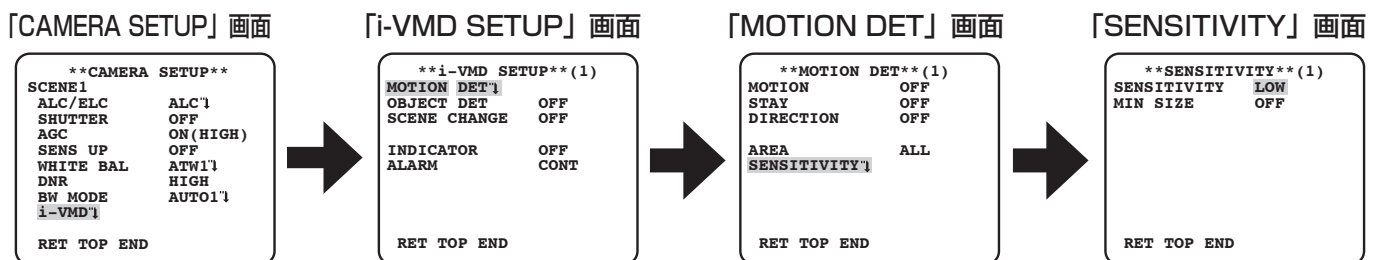 「CAMERA SETUP」画面
**CAMERA SETUP**
SCENE1
ALC/ELC ALC
SHUTTER OFF
AGC ON(HIGH)
SENS UP OFF
WHITE BAL ATW1
DNR HIGH
BW MODE AUTO1
i-VMD
RET TOP END
「i-VMD SETUP」画面
**i-VMD SETUP**(1)
MOTION DET
OBJECT DET OFF
SCENE CHANGE OFF
INDICATOR OFF
ALARM CONT
RET TOP END
「MOTION DET」画面
**MOTION DET**(1)
MOTION OFF
STAY OFF
DIRECTION OFF
AREA ALL
SENSITIVITY
RET TOP END
「SENSITIVITY」画面
**SENSITIVITY**(1)
SENSITIVITY LOW
MIN SIZE OFF
RET TOP END